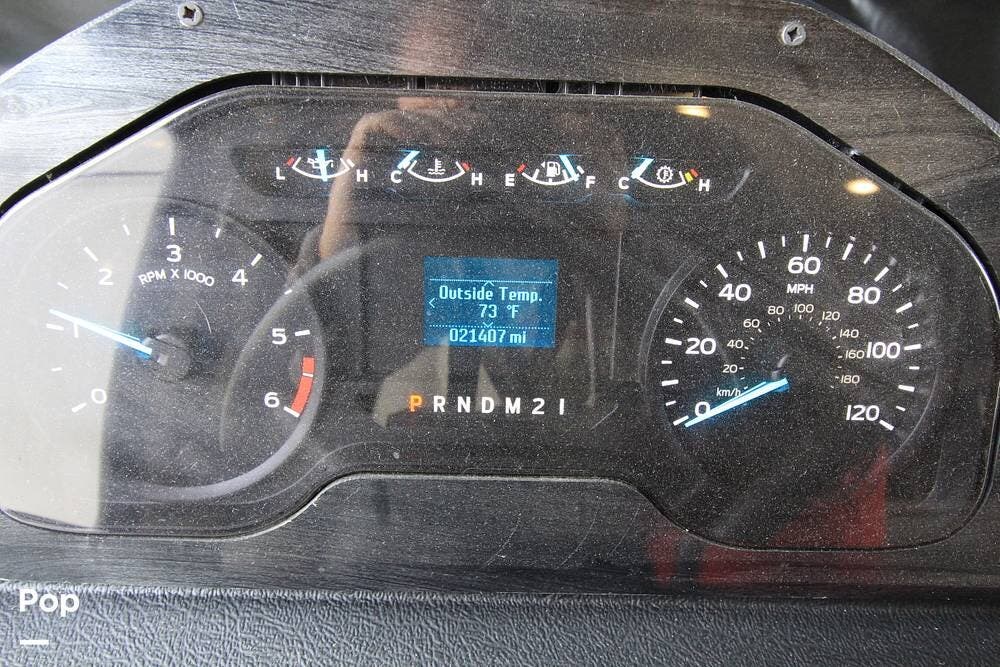 L H C H E F C H
0 1 2 3 4 5 6
RPM X 1000
Outside Temp.
73 °F
021407 mi
P R N D M 2 1
0 20 40 60 80 100 120
MPH
20 40 60 80 100 120 140 160 180
km/h
Pop